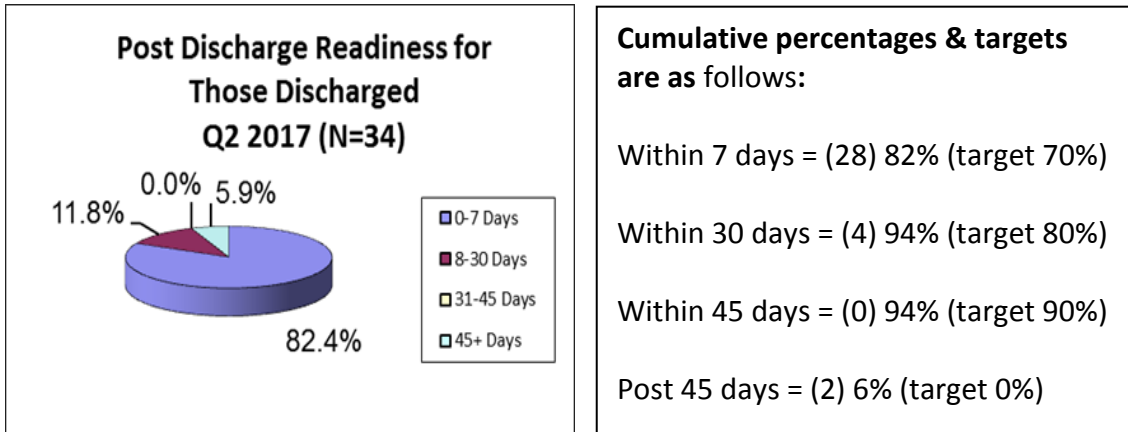 Post Discharge Readiness for
Those Discharged
Q2 2017 (N=34)
0.0%
5.9%
11.8%
82.4%
0-7 Days
8-30 Days
31-45 Days
45+ Days
Cumulative percentages & targets
are as follows:
Within 7 days = (28) 82% (target 70%)
Within 30 days = (4) 94% (target 80%)
Within 45 days = (0) 94% (target 90%)
Post 45 days = (2) 6% (target 0%)